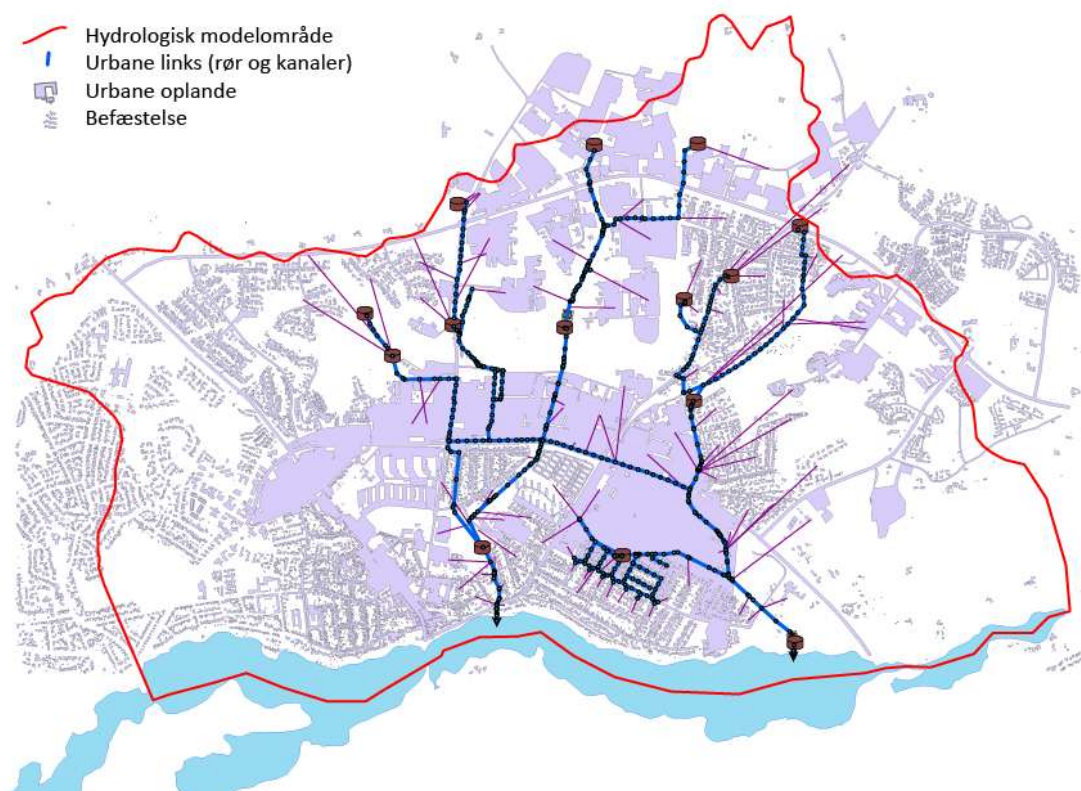 Hydrologisk modelområde
Urbane links (rør og kanaler)
Urbane oplande
Befæstelse